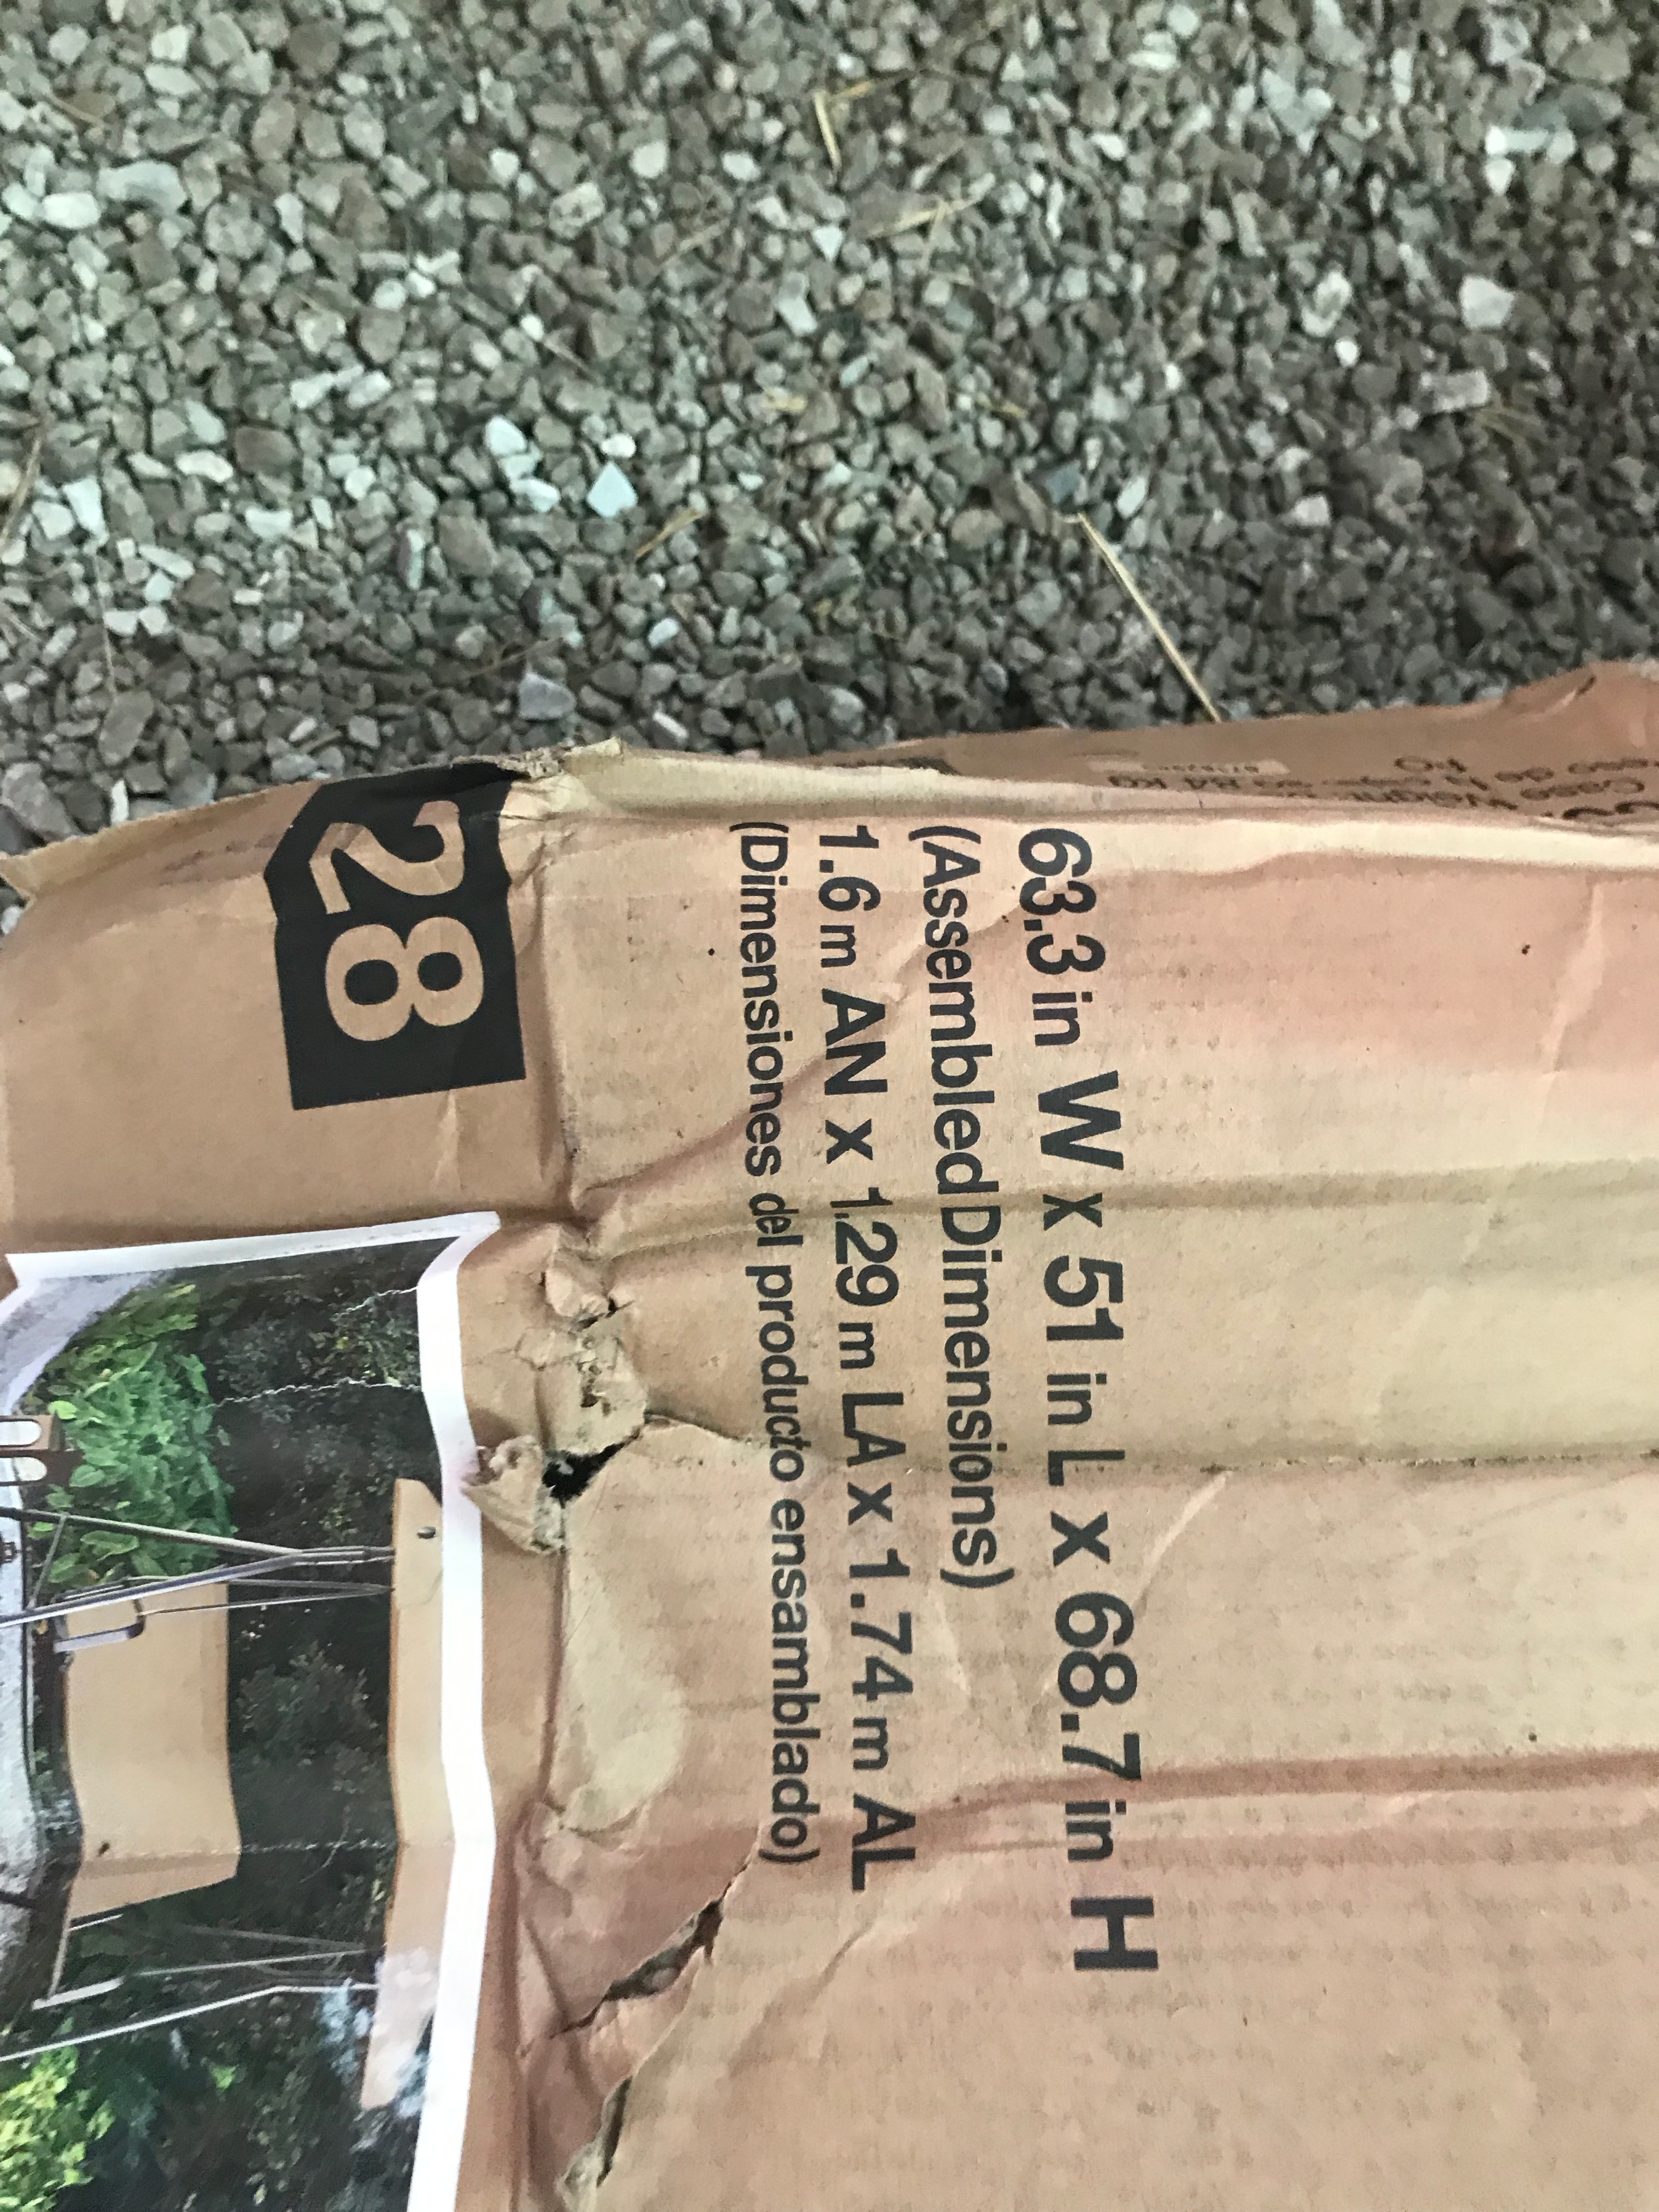 63.3 in W x 51 in L x 68.7 in H
(Assembled Dimensions)
1.6 m AN x 1.29 m LA x 1.74 m AL
(Dimensiones del producto ensamblado)
28